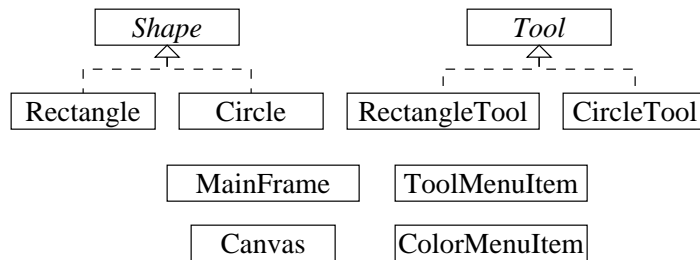 Shape
Tool
Rectangle
Circle
RectangleTool
CircleTool
MainFrame
ToolMenuItem
Canvas
ColorMenuItem